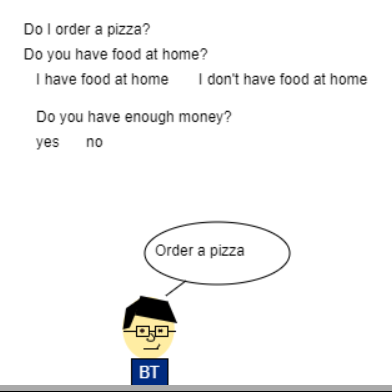 Do I order a pizza?
Do you have food at home?
I have food at home I don't have food at home
Do you have enough money?
yes no
Order a pizza
BT